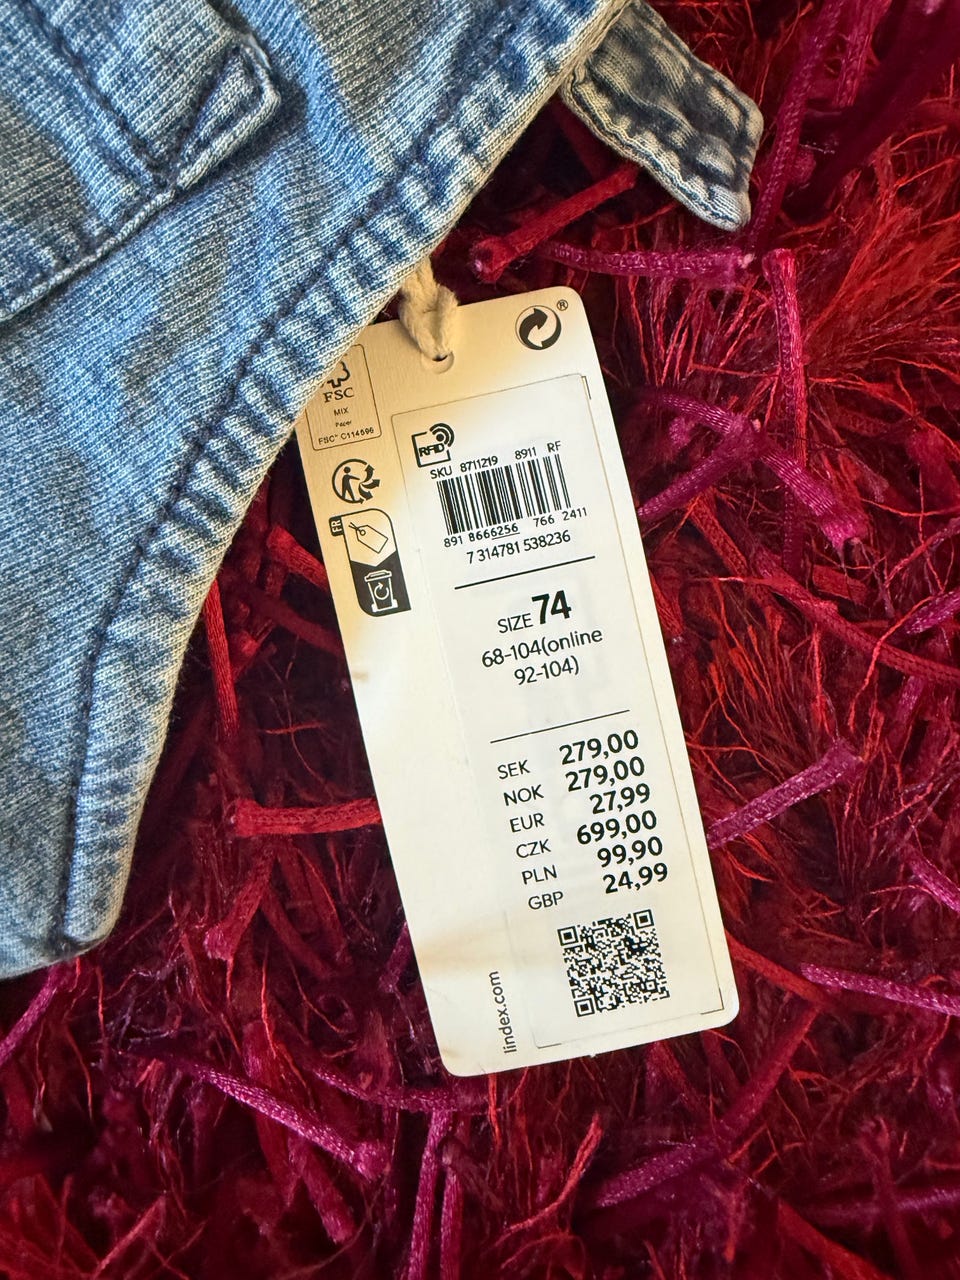 ®
FSC
MIX
Paper
FSC® C114596
RFID
SKU 8711219 8911 RF
891 8666256 766 2411
7 314781 538236
FR
SIZE 74
68-104(online
92-104)
SEK 279,00
NOK 279,00
EUR 27,99
CZK 699,00
PLN 99,90
GBP 24,99
lindex.com